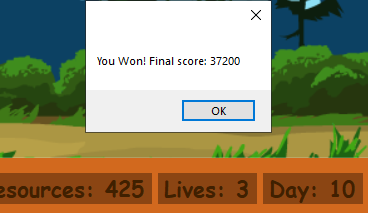 You Won! Final score: 37200
OK
esources: 425 Lives: 3 Day: 10